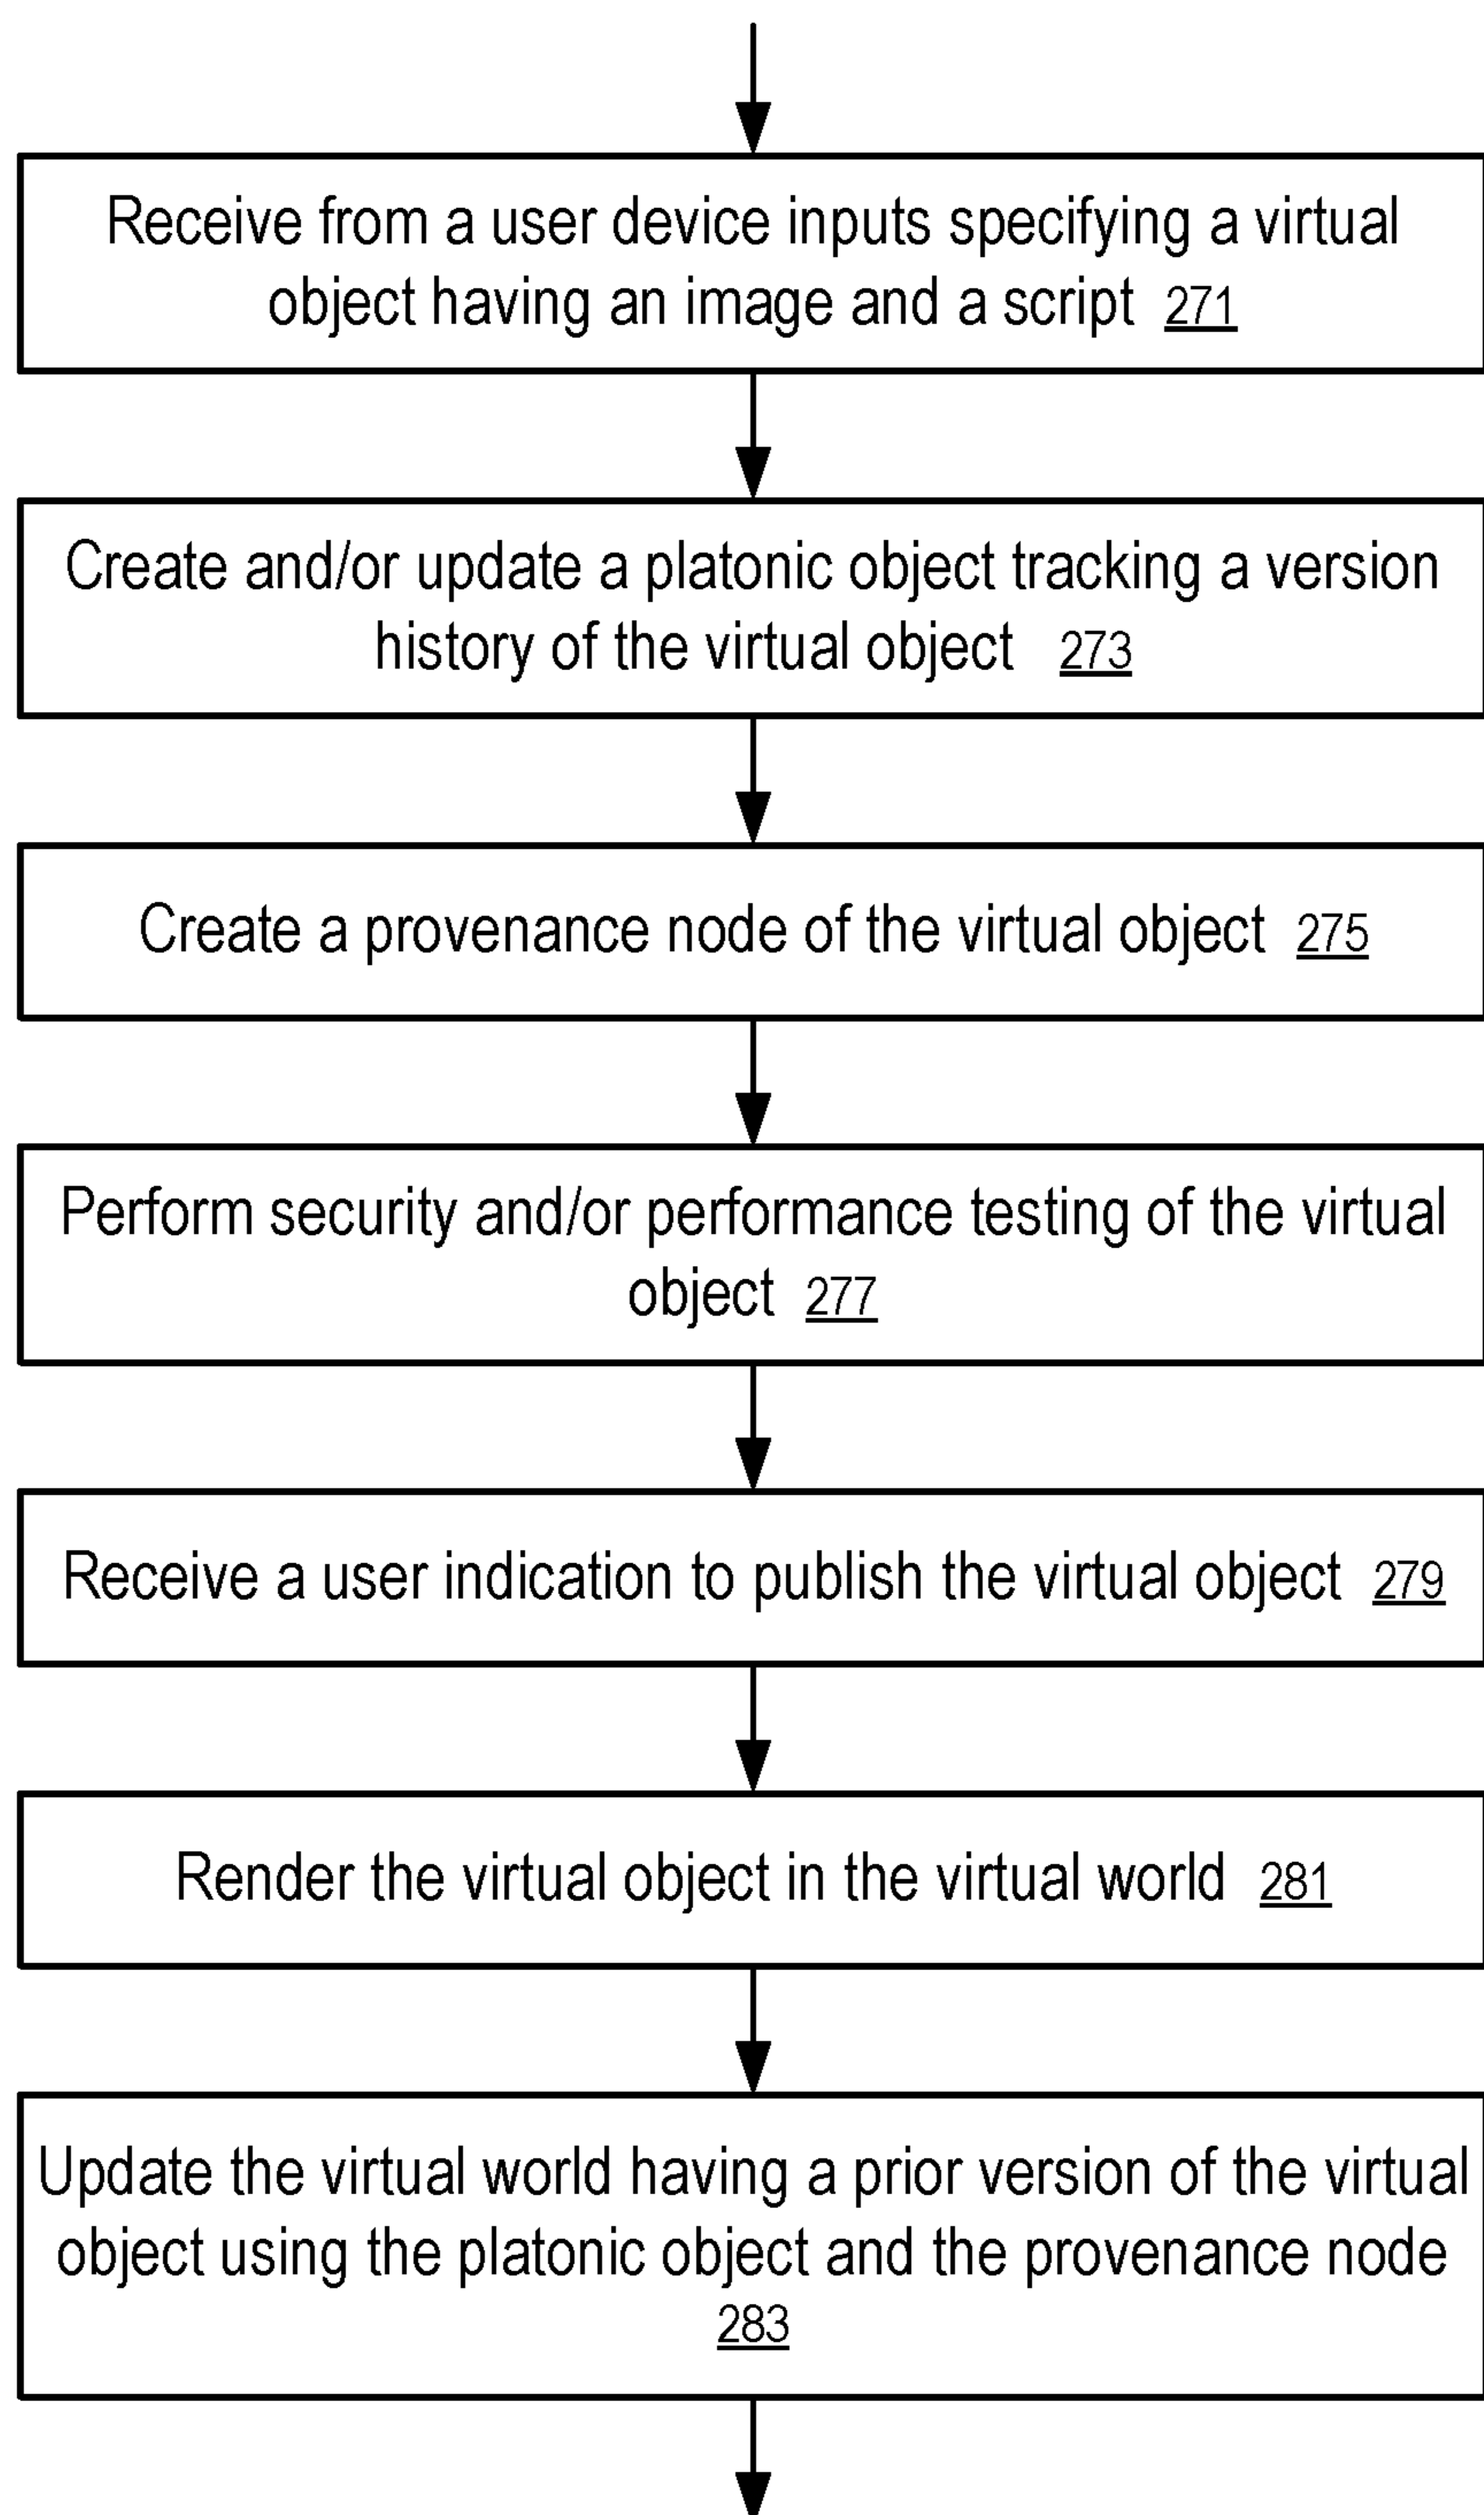 Receive from a user device inputs specifying a virtual
object having an image and a script 271
Create and/or update a platonic object tracking a version
history of the virtual object 273
Create a provenance node of the virtual object 275
Perform security and/or performance testing of the virtual
object 277
Receive a user indication to publish the virtual object 279
Render the virtual object in the virtual world 281
Update the virtual world having a prior version of the virtual
object using the platonic object and the provenance node
283